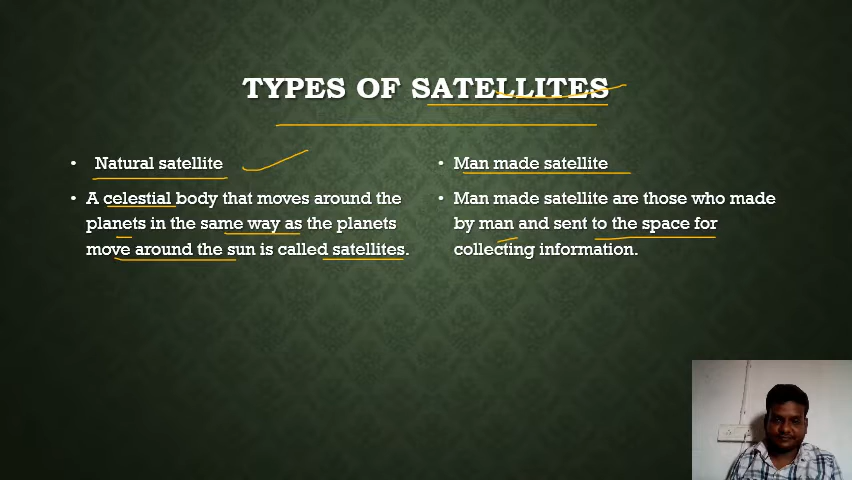 TYPES OF SATELLITES
• Natural satellite
• A celestial body that moves around the
planets in the same way as the planets
move around the sun is called satellites.
• Man made satellite
• Man made satellite are those who made
by man and sent to the space for
collecting information.